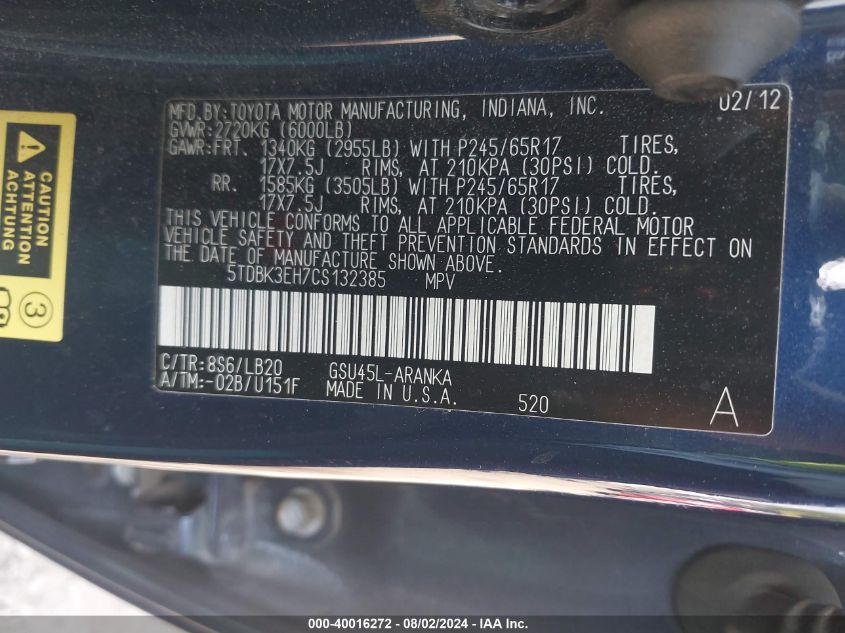 MFD.BY:TOYOTA MOTOR MANUFACTURING, INDIANA, INC. 02/12
GVWR:2720KG (6000LB)
GAWR:FRT. 1340KG (2955LB) WITH P245/65R17 TIRES,
17X7.5J RIMS, AT 210KPA (30PSI) COLD.
RR. 1585KG (3505LB) WITH P245/65R17 TIRES,
17X7.5J RIMS, AT 210KPA (30PSI) COLD.
THIS VEHICLE CONFORMS TO ALL APPLICABLE FEDERAL MOTOR
VEHICLE SAFETY AND THEFT PREVENTION STANDARDS IN EFFECT ON
THE DATE OF MANUFACTURE SHOWN ABOVE.
5TDBK3EH7CS132385 MPV
C/TR:8S6/LB20 GSU45L-ARANKA
A/TM:-02B/U151F MADE IN U.S.A. 520 A
CAUTION
ATTENTION
ACHTUNG
3
000-40016272 - 08/02/2024 - IAA Inc.